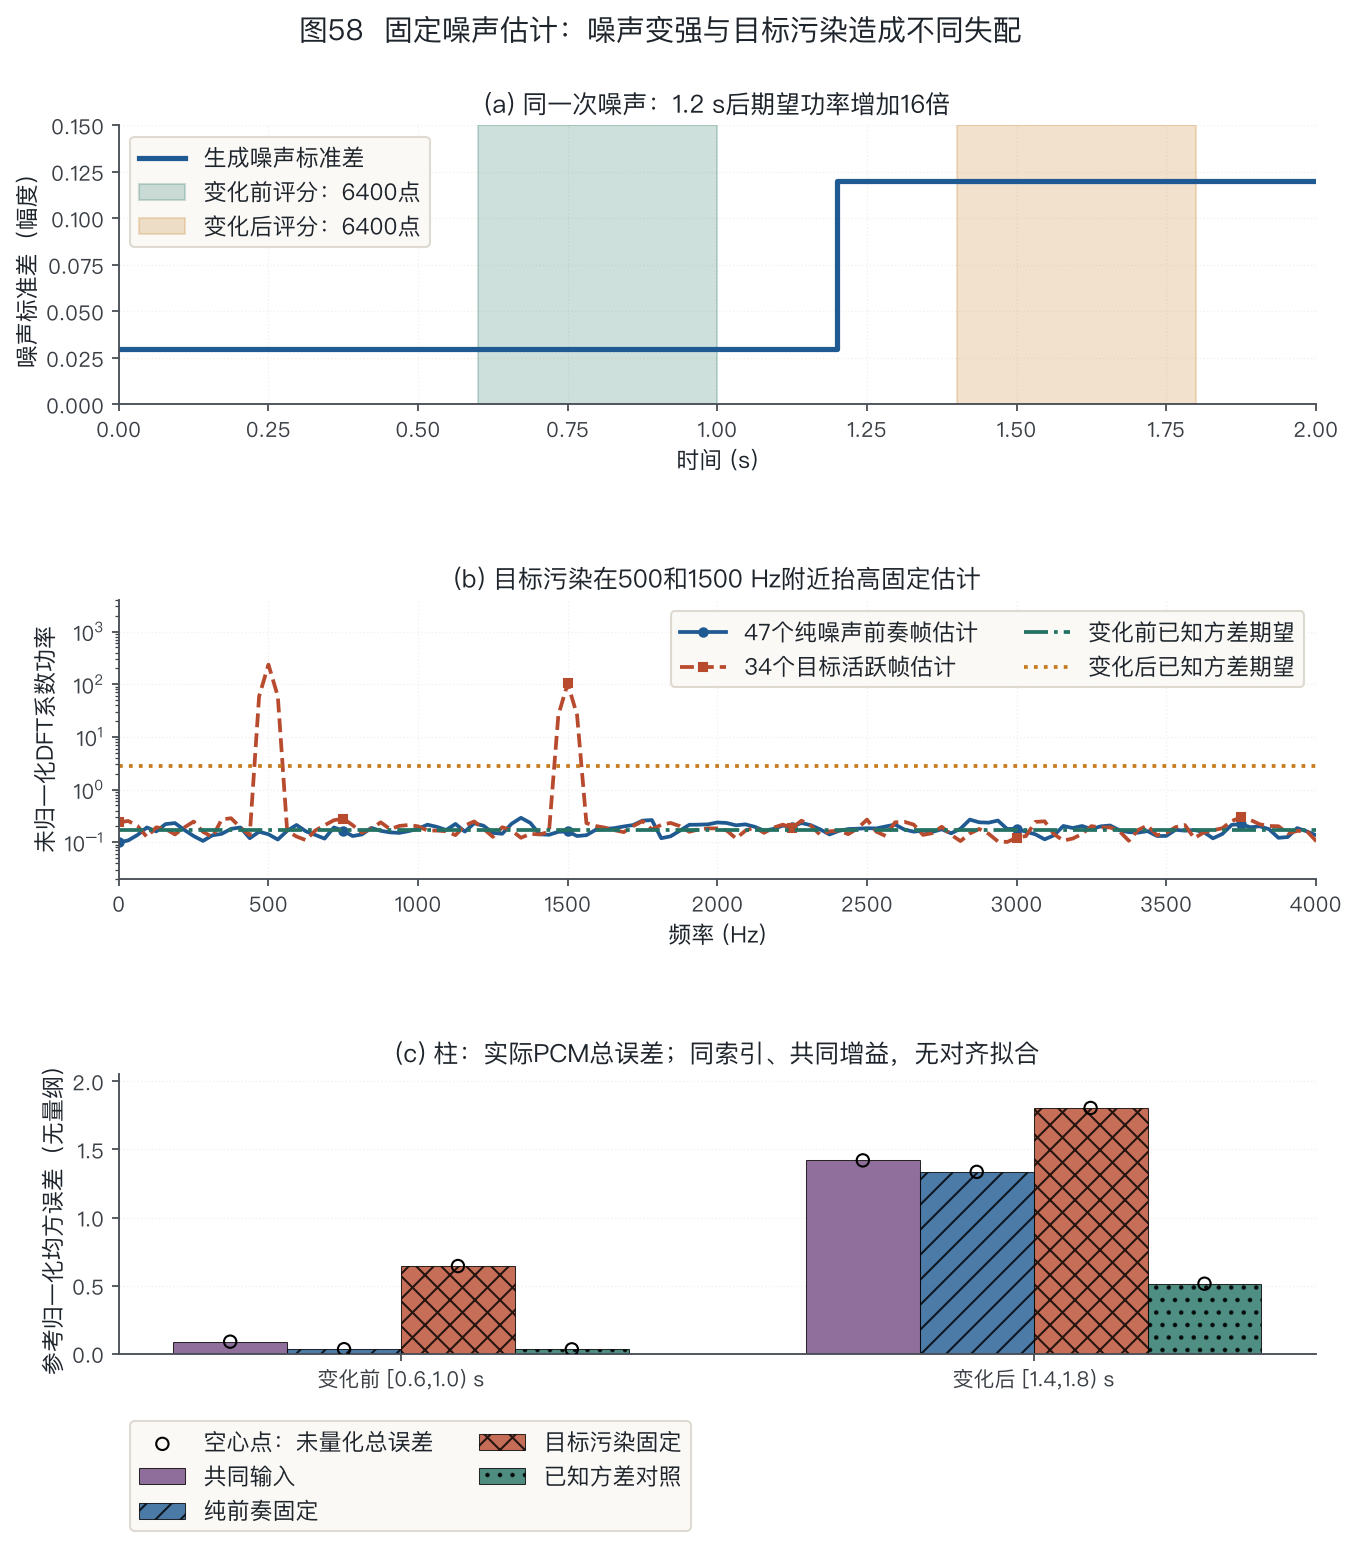 图58 固定噪声估计：噪声变强与目标污染造成不同失配
(a) 同一次噪声：1.2 s后期望功率增加16倍
噪声标准差（幅度）
0.150
0.125
0.100
0.075
0.050
0.025
0.000
生成噪声标准差
变化前评分：6400点
变化后评分：6400点
0.00 0.25 0.50 0.75 1.00 1.25 1.50 1.75 2.00
时间 (s)
(b) 目标污染在500和1500 Hz附近抬高固定估计
未归一化DFT系数功率
10³
10²
10¹
10⁰
10⁻¹
47个纯噪声前奏帧估计
34个目标活跃帧估计
变化前已知方差期望
变化后已知方差期望
0 500 1000 1500 2000 2500 3000 3500 4000
频率 (Hz)
(c) 柱：实际PCM总误差；同索引、共同增益，无对齐拟合
参考归一化均方误差（无量纲）
2.0
1.5
1.0
0.5
0.0
变化前 [0.6,1.0) s
变化后 [1.4,1.8) s
空心点：未量化总误差
共同输入
纯前奏固定
目标污染固定
已知方差对照